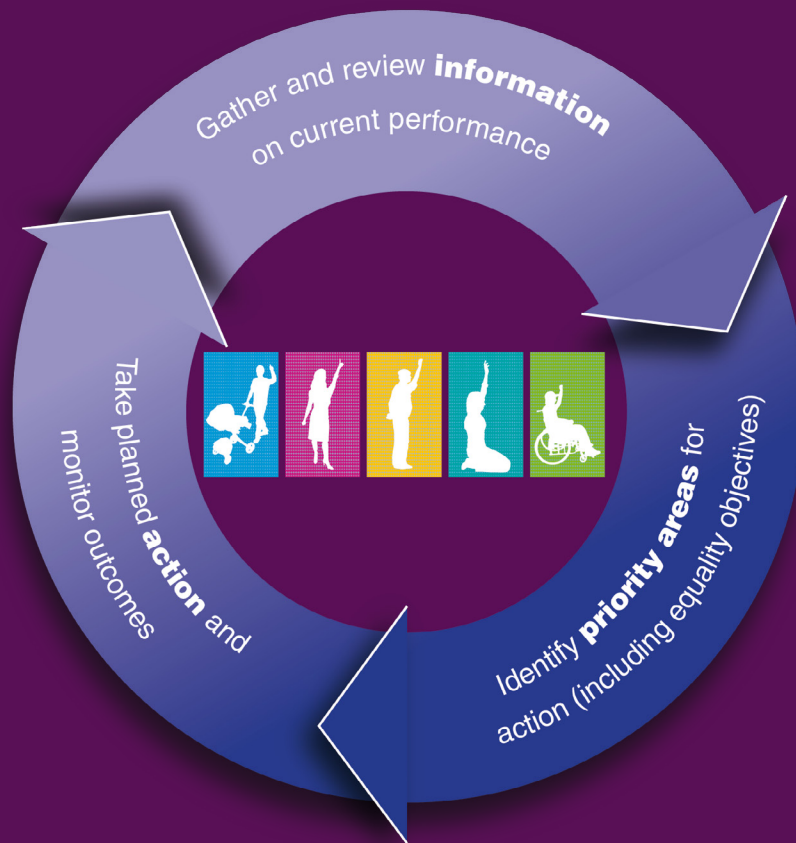 Gather and review information
on current performance
Identify priority areas for
action (including equality objectives)
Take planned action and
monitor outcomes